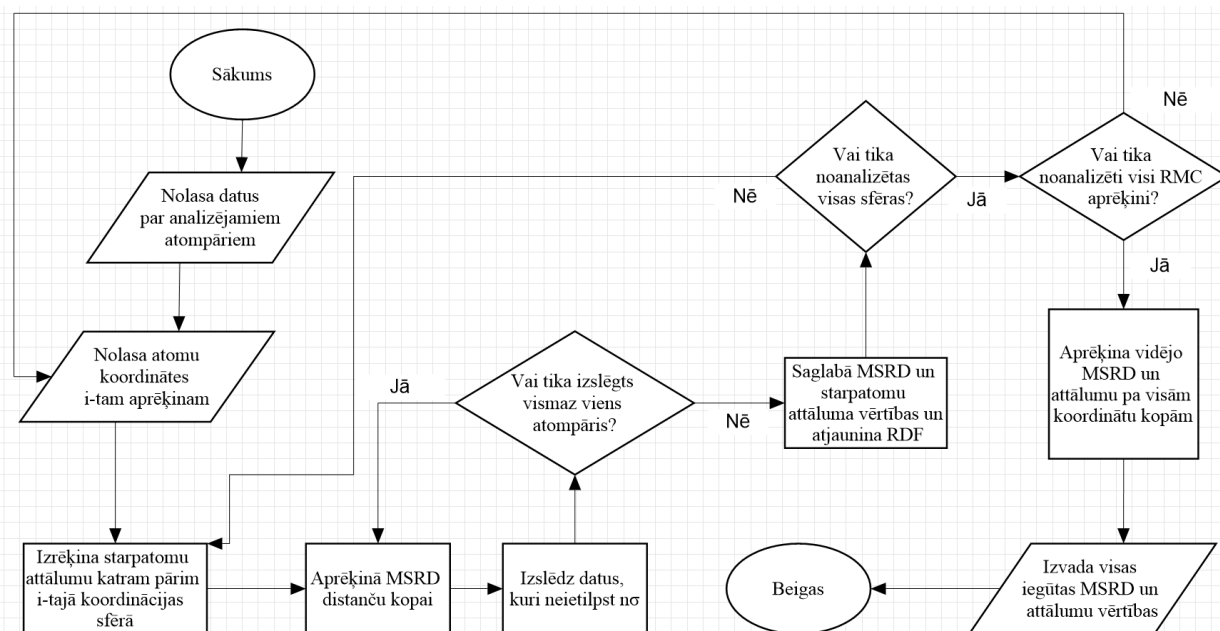 Sākums
Nolasa datus
par analizējamiem
atompāriem
Nolasa atomu
koordinātes
i-tam aprēķinam
Izrēķina starpatomu
attālumu katram pārim
i-tajā koordinācijas
sfērā
Aprēķinā MSRD
distanču kopai
Izslēdz datus,
kuri neietilpst nσ
Vai tika izslēgts
vismaz viens
atompāris?
Jā
Nē
Saglabā MSRD un
starpatomu
attāluma vērtības un
atjaunina RDF
Vai tika
noanalizētas
visas sfēras?
Nē
Jā
Vai tika
noanalizēti visi RMC
aprēķini?
Nē
Jā
Aprēķina vidējo
MSRD un
attālumu pa visām
koordinātu kopām
Izvada visas
iegūtas MSRD un
attālumu vērtības
Beigas